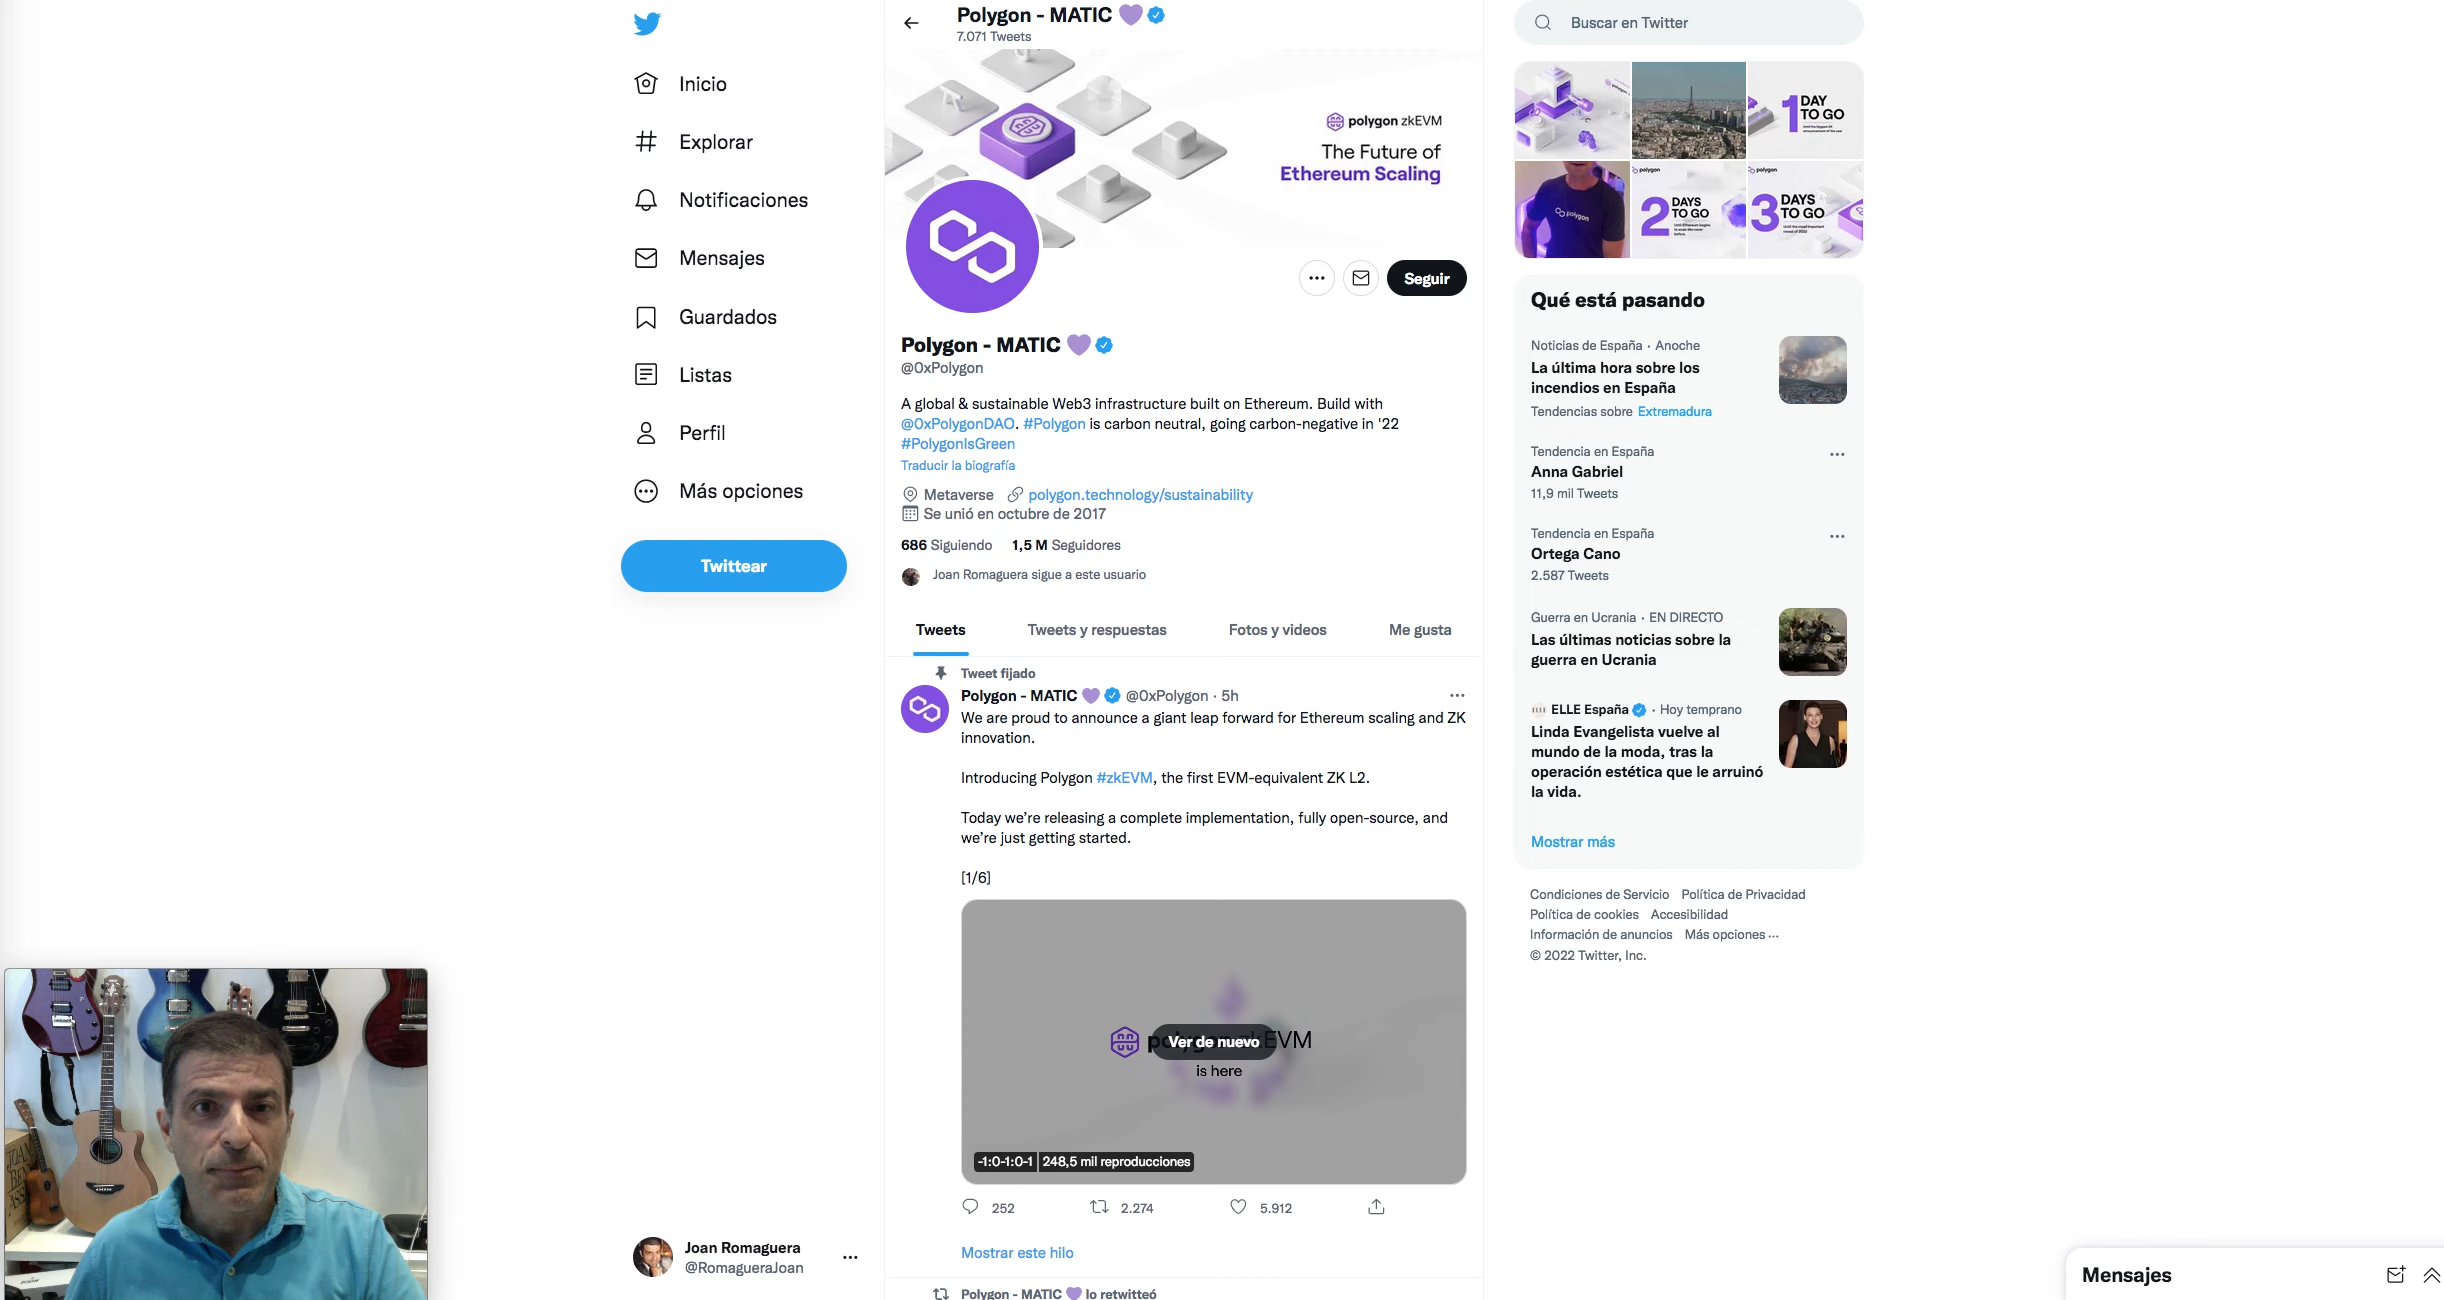 Inicio
Explorar
Notificaciones
Mensajes
Guardados
Listas
Perfil
Más opciones
Twittear
Joan Romaguera
@RomagueraJoan
Polygon - MATIC 💜
7.071 Tweets
polygon zkEVM
The Future of
Ethereum Scaling
Seguir
Polygon - MATIC 💜
@0xPolygon
A global & sustainable Web3 infrastructure built on Ethereum. Build with
@0xPolygonDAO. #Polygon is carbon neutral, going carbon-negative in '22
#PolygonIsGreen
Traducir la biografía
Metaverse polygon.technology/sustainability
Se unió en octubre de 2017
686 Siguiendo 1,5 M Seguidores
Joan Romaguera sigue a este usuario
Tweets Tweets y respuestas Fotos y videos Me gusta
Tweet fijado
Polygon - MATIC 💜 @0xPolygon · 5h
We are proud to announce a giant leap forward for Ethereum scaling and ZK
innovation.
Introducing Polygon #zkEVM, the first EVM-equivalent ZK L2.
Today we're releasing a complete implementation, fully open-source, and
we're just getting started.
[1/6]
Ver de nuevo
is here
-1:0-1:0-1 248,5 mil reproducciones
252 2.274 5.912
Mostrar este hilo
Polygon - MATIC 💜 lo retwitteó
Buscar en Twitter
1 DAY
TO GO
polygon
polygon
2 DAYS
TO GO
polygon
3 DAYS
TO GO
Qué está pasando
Noticias de España · Anoche
La última hora sobre los
incendios en España
Tendencias sobre Extremadura
Tendencia en España
Anna Gabriel
11,9 mil Tweets
Tendencia en España
Ortega Cano
2.587 Tweets
Guerra en Ucrania · EN DIRECTO
Las últimas noticias sobre la
guerra en Ucrania
ELLE España · Hoy temprano
Linda Evangelista vuelve al
mundo de la moda, tras la
operación estética que le arruinó
la vida.
Mostrar más
Condiciones de Servicio Política de Privacidad
Política de cookies Accesibilidad
Información de anuncios Más opciones ···
© 2022 Twitter, Inc.
Mensajes